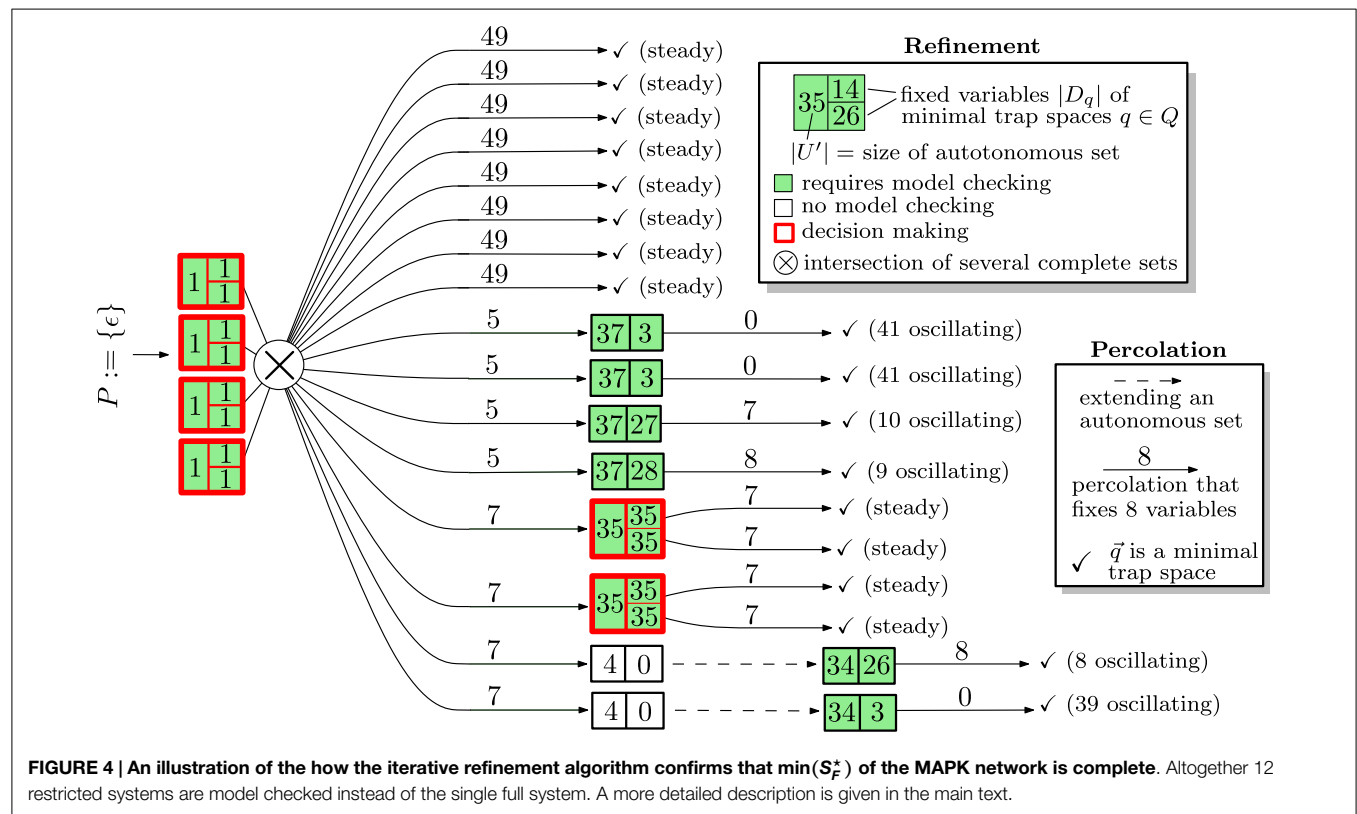 P := {ϵ}
1 1 1
1 1 1
1 1 1
1 1 1
49 ✓ (steady)
49 ✓ (steady)
49 ✓ (steady)
49 ✓ (steady)
49 ✓ (steady)
49 ✓ (steady)
49 ✓ (steady)
49 ✓ (steady)
5 37 3 0 ✓ (41 oscillating)
5 37 3 0 ✓ (41 oscillating)
5 37 27 7 ✓ (10 oscillating)
5 37 28 8 ✓ (9 oscillating)
7 35 35 35 7 ✓ (steady)
7 ✓ (steady)
7 35 35 35 7 ✓ (steady)
7 ✓ (steady)
7 4 0 34 26 8 ✓ (8 oscillating)
7 4 0 34 3 0 ✓ (39 oscillating)
Refinement
35 14 26
fixed variables |D_q| of
minimal trap spaces q ∈ Q
|U′| = size of autotonomous set
requires model checking
no model checking
decision making
intersection of several complete sets
Percolation
extending an
autonomous set
8
percolation that
fixes 8 variables
✓ q⃗ is a minimal
trap space
FIGURE 4 | An illustration of the how the iterative refinement algorithm confirms that min(S_F^⋆) of the MAPK network is complete. Altogether 12
restricted systems are model checked instead of the single full system. A more detailed description is given in the main text.